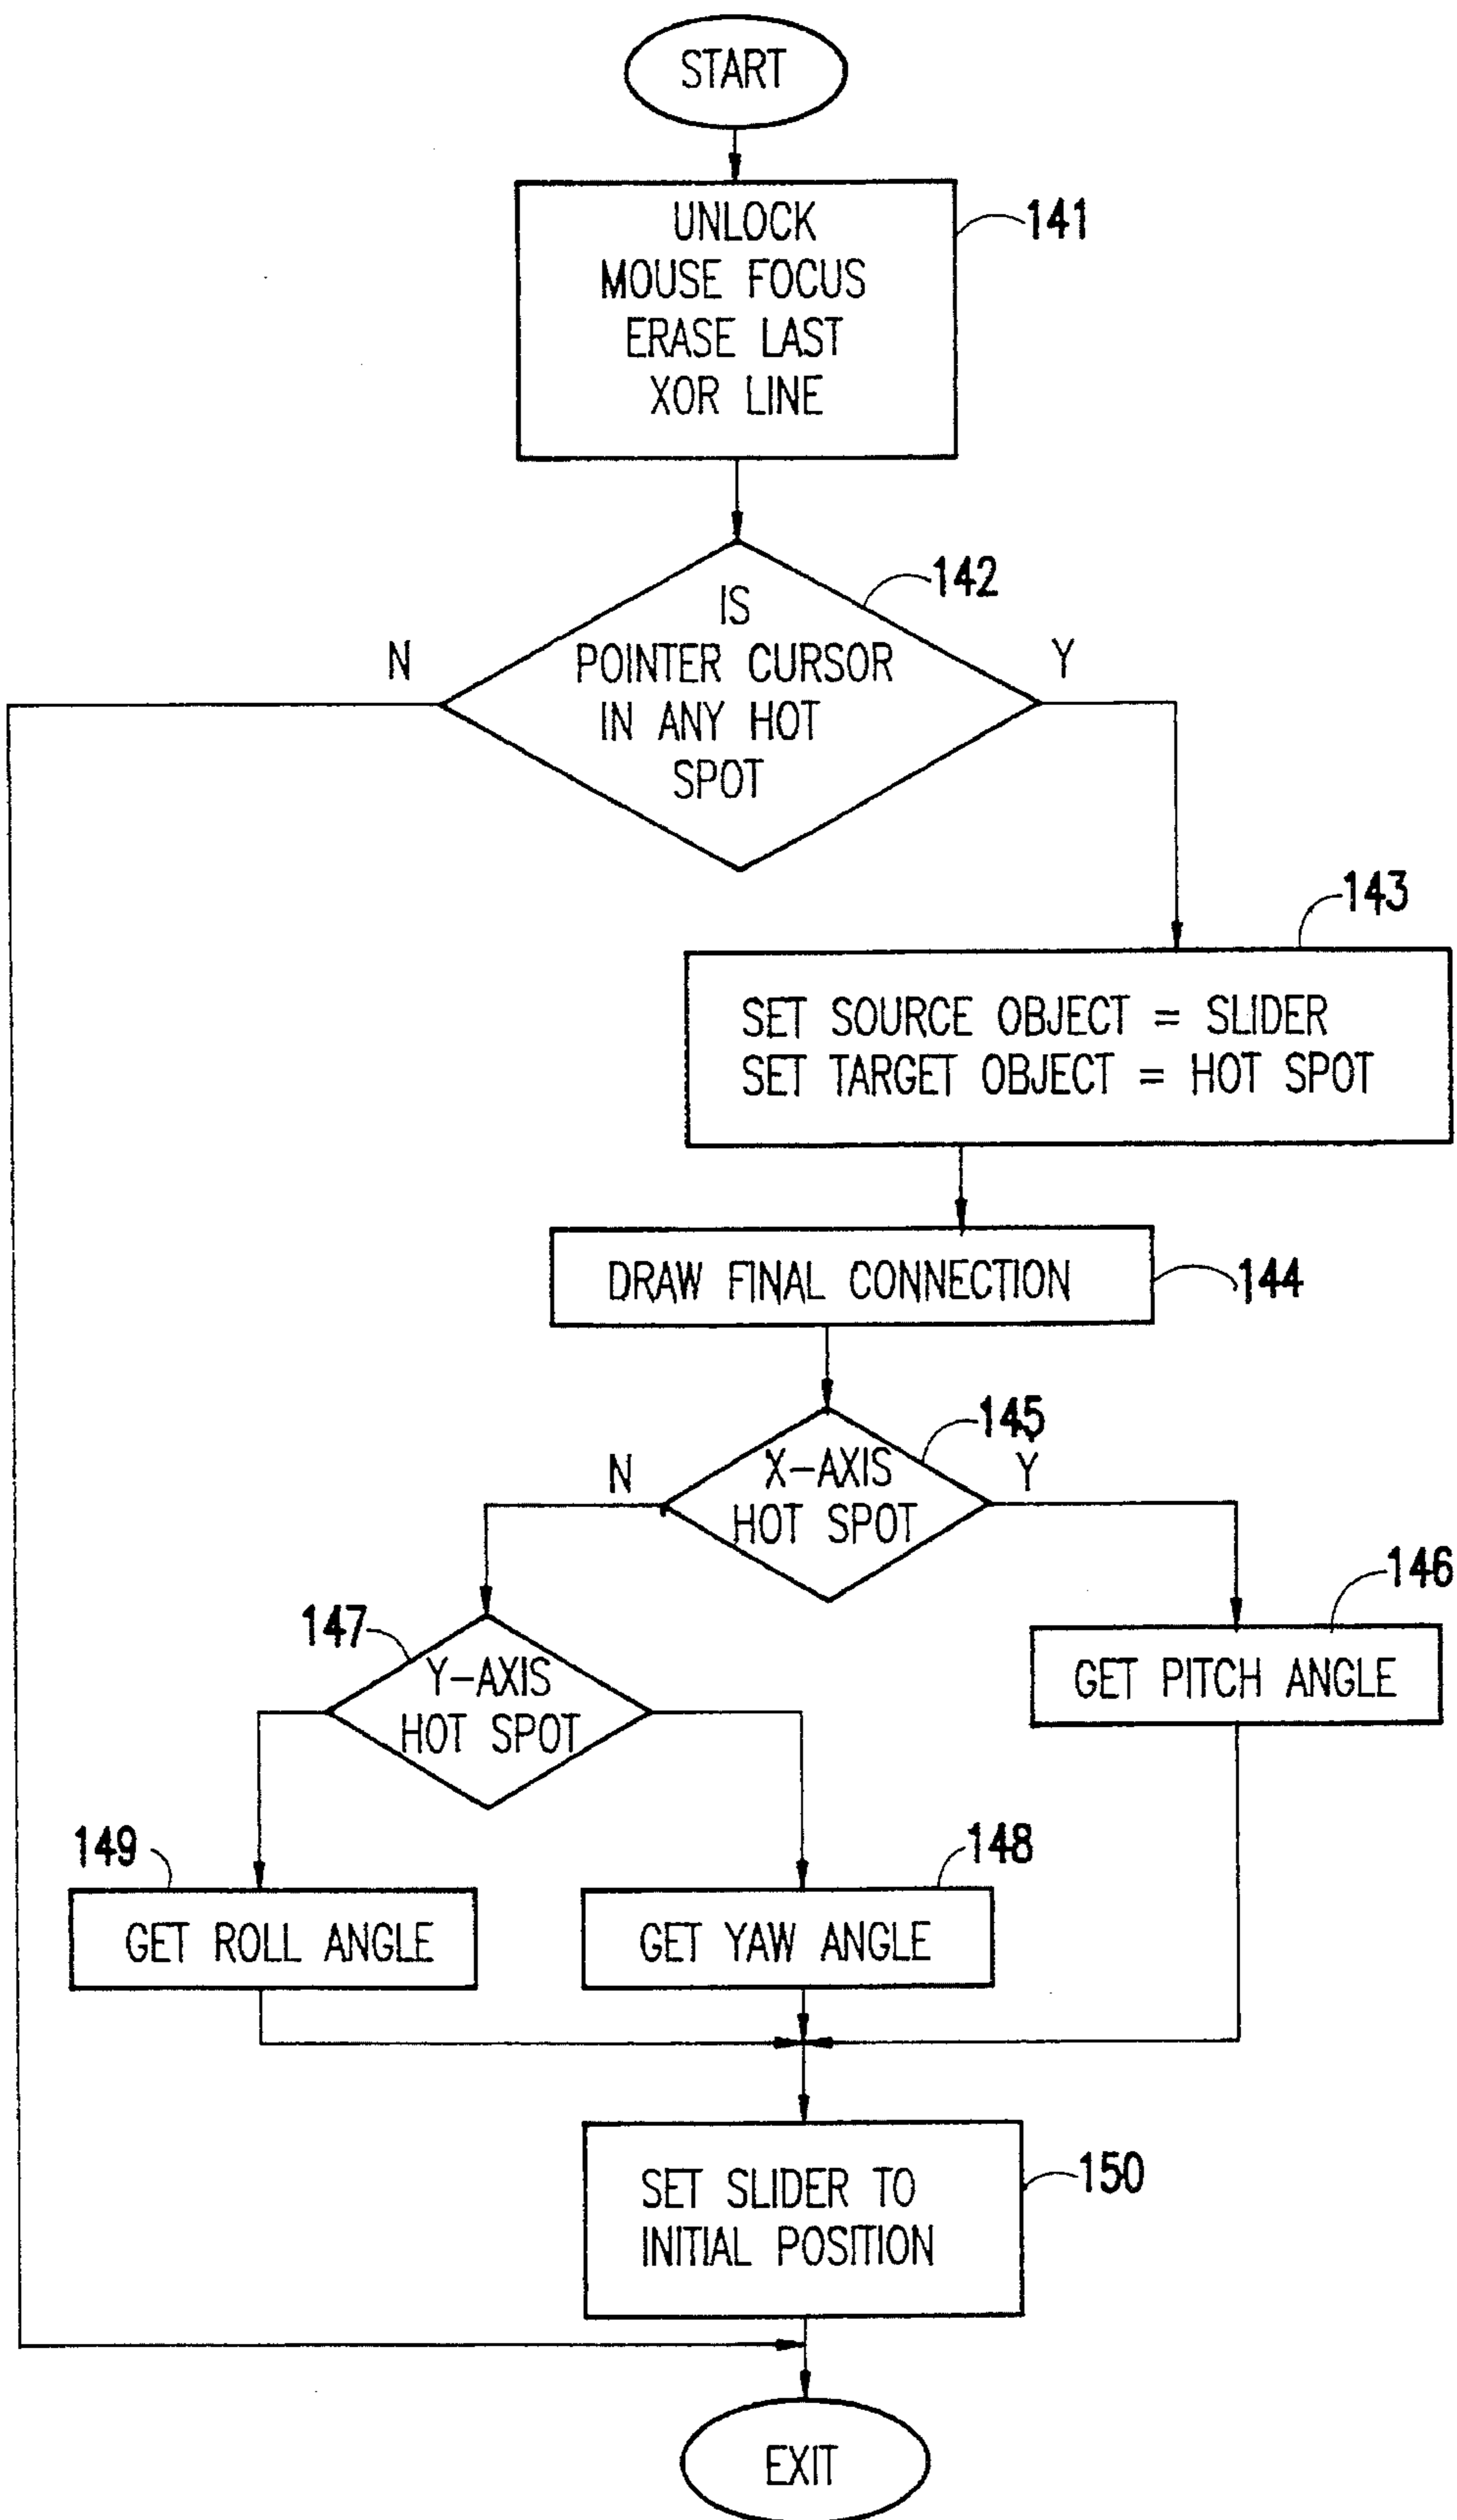 START
UNLOCK
MOUSE FOCUS
ERASE LAST
XOR LINE
141
IS
POINTER CURSOR
IN ANY HOT
SPOT
142
N
Y
143
SET SOURCE OBJECT = SLIDER
SET TARGET OBJECT = HOT SPOT
DRAW FINAL CONNECTION
144
145
X-AXIS
HOT SPOT
N
Y
146
GET PITCH ANGLE
147
Y-AXIS
HOT SPOT
149
GET ROLL ANGLE
148
GET YAW ANGLE
SET SLIDER TO
INITIAL POSITION
150
EXIT